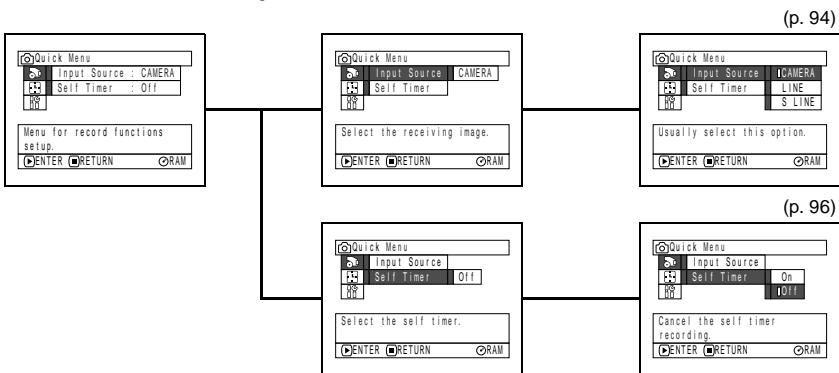 (p. 94)
Quick Menu
Input Source : CAMERA
Self Timer : Off
Menu for record functions
setup.
ENTER RETURN RAM
Quick Menu
Input Source CAMERA
Self Timer
Select the receiving image.
ENTER RETURN RAM
Quick Menu
Input Source CAMERA
Self Timer LINE
S LINE
Usually select this option.
ENTER RETURN RAM
(p. 96)
Quick Menu
Input Source
Self Timer Off
Select the self timer.
ENTER RETURN RAM
Quick Menu
Input Source
Self Timer On
Off
Cancel the self timer
recording.
ENTER RETURN RAM